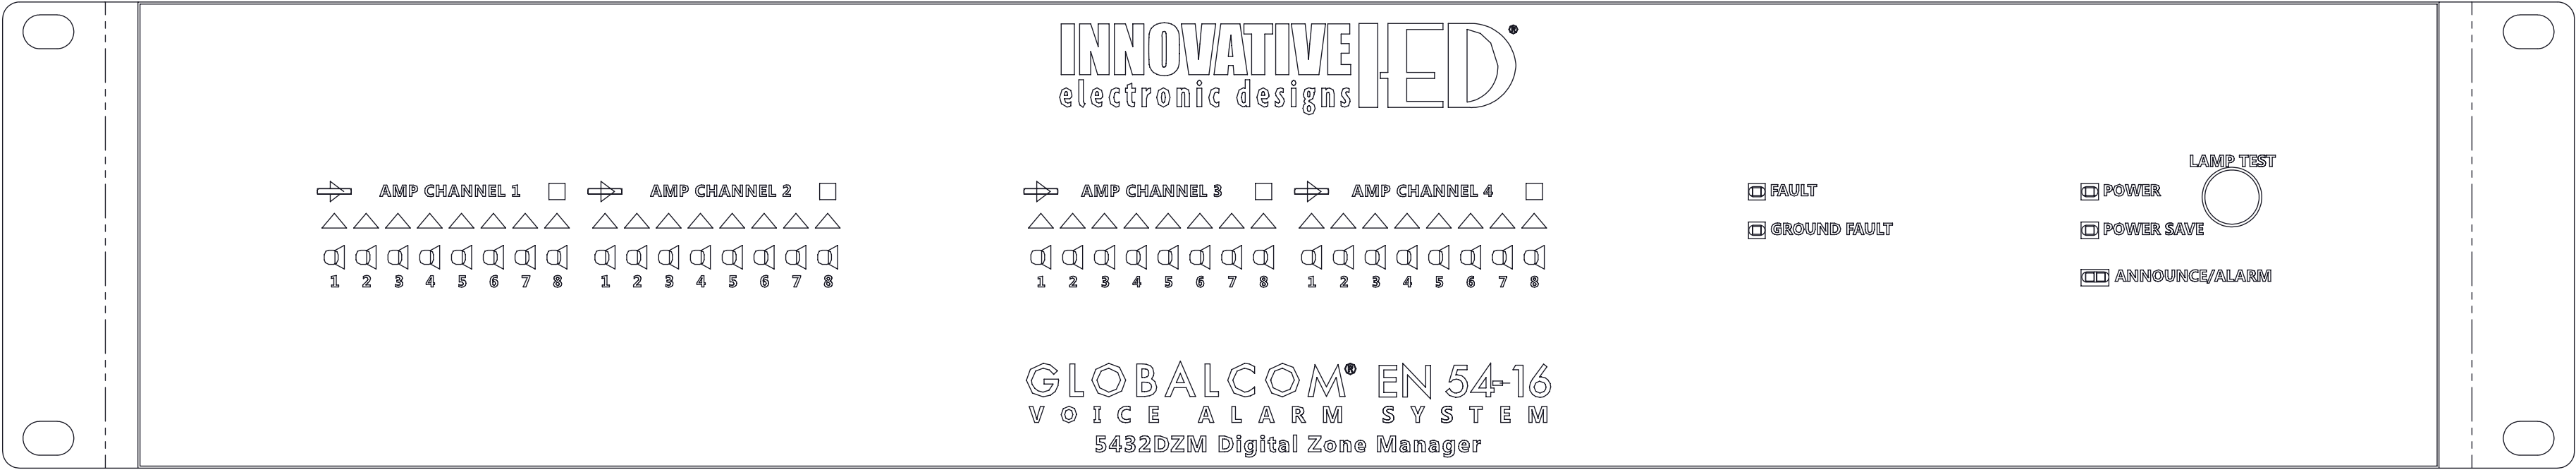 INNOVATIVE IED®
electronic designs
LAMP TEST
AMP CHANNEL 1 AMP CHANNEL 2 AMP CHANNEL 3 AMP CHANNEL 4 FAULT POWER
GROUND FAULT POWER SAVE
1 2 3 4 5 6 7 8 1 2 3 4 5 6 7 8 1 2 3 4 5 6 7 8 1 2 3 4 5 6 7 8 ANNOUNCE/ALARM
GLOBALCOM® EN 54-16
VOICE ALARM SYSTEM
5432DZM Digital Zone Manager